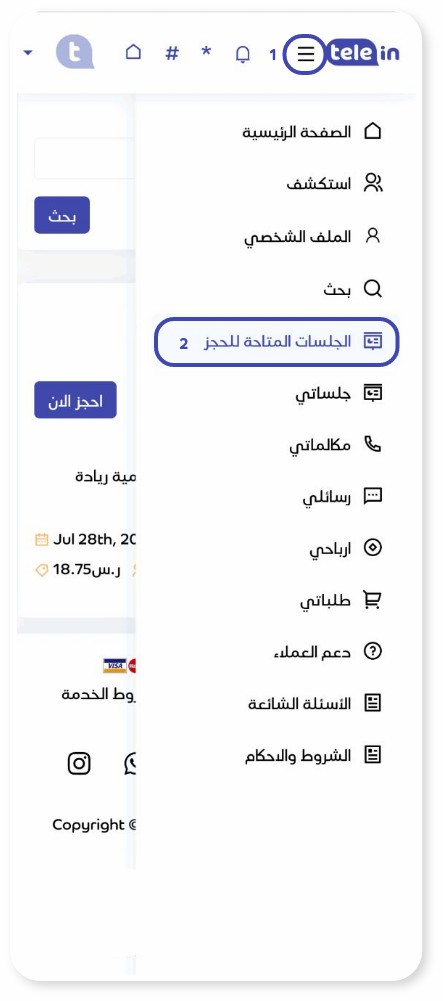 telein
1
*
#
t
الصفحة الرئيسية
استكشف
الملف الشخصي
بحث
الجلسات المتاحة للحجز 2
جلساتي
مكالماتي
رسائلي
ارباحي
طلباتي
دعم العملاء
الأسئلة الشائعة
الشروط والاحكام
بحث
احجز الان
مية ريادة
Jul 28th, 20
ر.س18.75
VISA
روط الخدمة
Copyright ©